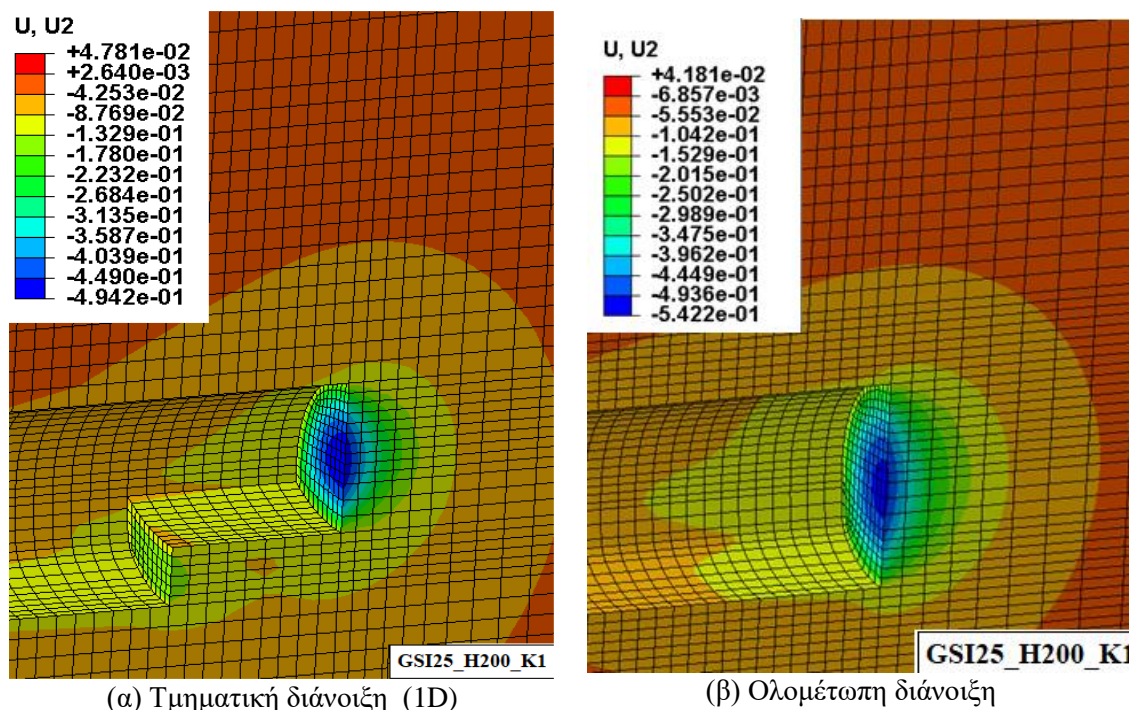 U, U2
+4.781e-02
+2.640e-03
-4.253e-02
-8.769e-02
-1.329e-01
-1.780e-01
-2.232e-01
-2.684e-01
-3.135e-01
-3.587e-01
-4.039e-01
-4.490e-01
-4.942e-01
GSI25_H200_K1
(α) Τμηματική διάνοιξη (1D)
U, U2
+4.181e-02
-6.857e-03
-5.553e-02
-1.042e-01
-1.529e-01
-2.015e-01
-2.502e-01
-2.989e-01
-3.475e-01
-3.962e-01
-4.449e-01
-4.936e-01
-5.422e-01
GSI25_H200_K1
(β) Ολομέτωπη διάνοιξη